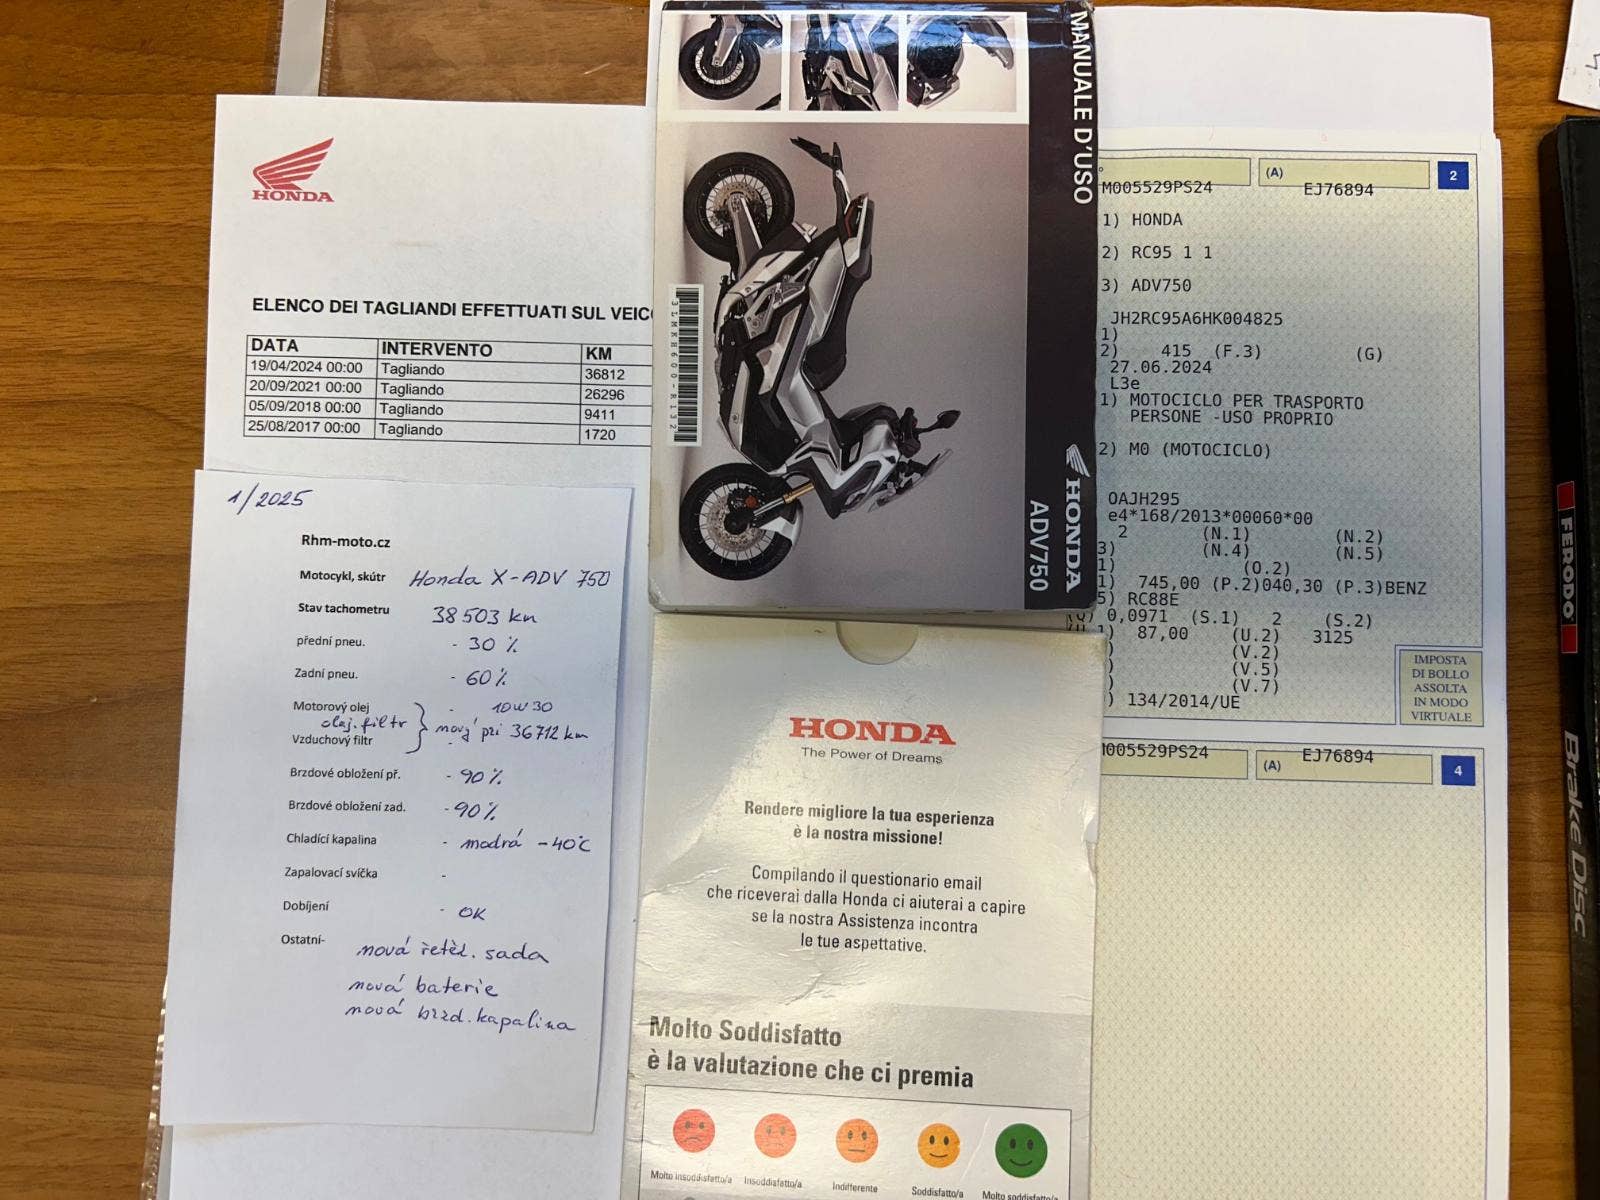 HONDA
ELENCO DEI TAGLIANDI EFFETTUATI SUL
DATA INTERVENTO KM
19/04/2024 00:00 Tagliando 36812
20/09/2021 00:00 Tagliando 26296
05/09/2018 00:00 Tagliando 9411
25/08/2017 00:00 Tagliando 1720
1/2025
Rhm-moto.cz
Motocykl, skútr Honda X-ADV 750
Stav tachometru 38503 km
přední pneu. - 30 %
Zadní pneu. - 60 %
Motorový olej - 10W30
olej. filtr } nový při 36712 km
Vzduchový filtr -
Brzdové obložení př. - 90 %
Brzdové obložení zad. - 90 %
Chladící kapalina - modrá -40°C
Zapalovací svíčka -
Dobíjení - OK
Ostatní- nová řetěz. sada
nová baterie
nová brzd. kapalina
MANUALE D'USO
HONDA
ADV750
31MKH600-R132
HONDA
The Power of Dreams
Rendere migliore la tua esperienza
è la nostra missione!
Compilando il questionario email
che riceverai dalla Honda ci aiuterai a capire
se la nostra Assistenza incontra
le tue aspettative.
Molto Soddisfatto
è la valutazione che ci premia
Molto insoddisfatto/a Insoddisfatto/a Indifferente Soddisfatto/a Molto soddisfatto/a
M005529PS24 (A) EJ76894 2
1) HONDA
2) RC95 1 1
3) ADV750
JH2RC95A6HK004825
1)
2) 415 (F.3) (G)
27.06.2024
L3e
1) MOTOCICLO PER TRASPORTO
PERSONE -USO PROPRIO
2) M0 (MOTOCICLO)
OAJH295
e4*168/2013*00060*00
2 (N.1) (N.2)
3) (N.4) (N.5)
1) (O.2)
1) 745,00 (P.2)040,30 (P.3)BENZ
5) RC88E
(Q) 0,0971 (S.1) 2 (S.2)
(U.1) 87,00 (U.2) 3125
) (V.2)
) (V.5)
) (V.7)
) 134/2014/UE
IMPOSTA
DI BOLLO
ASSOLTA
IN MODO
VIRTUALE
M005529PS24 (A) EJ76894 4
FERODO
Brake Disc